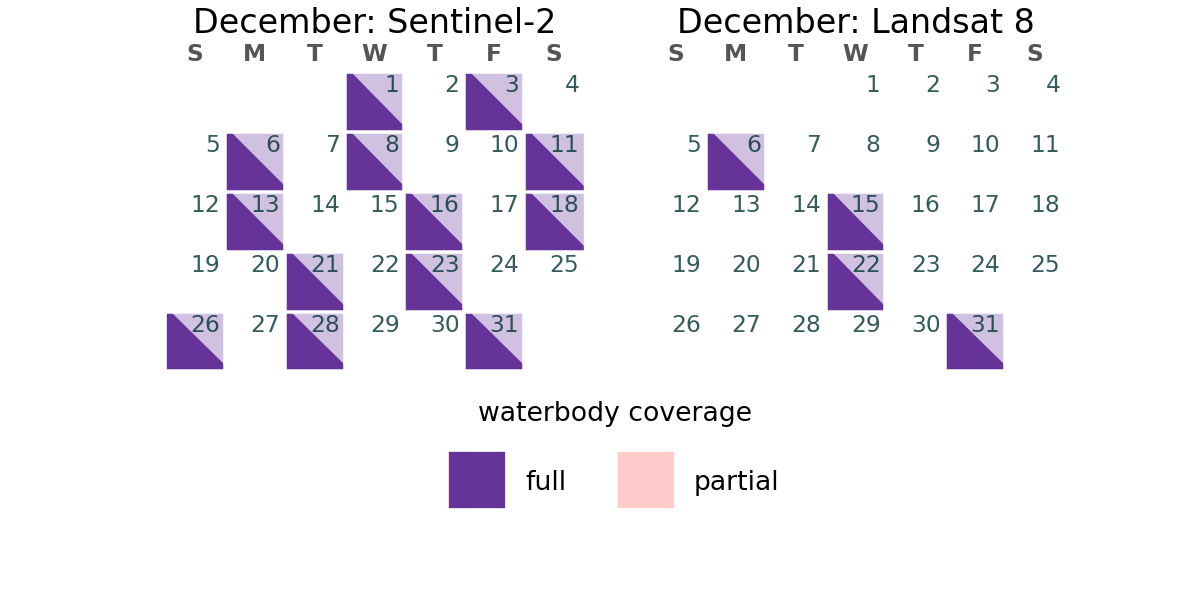 December: Sentinel-2
S M T W T F S
1 2 3 4
5 6 7 8 9 10 11
12 13 14 15 16 17 18
19 20 21 22 23 24 25
26 27 28 29 30 31
December: Landsat 8
S M T W T F S
1 2 3 4
5 6 7 8 9 10 11
12 13 14 15 16 17 18
19 20 21 22 23 24 25
26 27 28 29 30 31
waterbody coverage
full partial